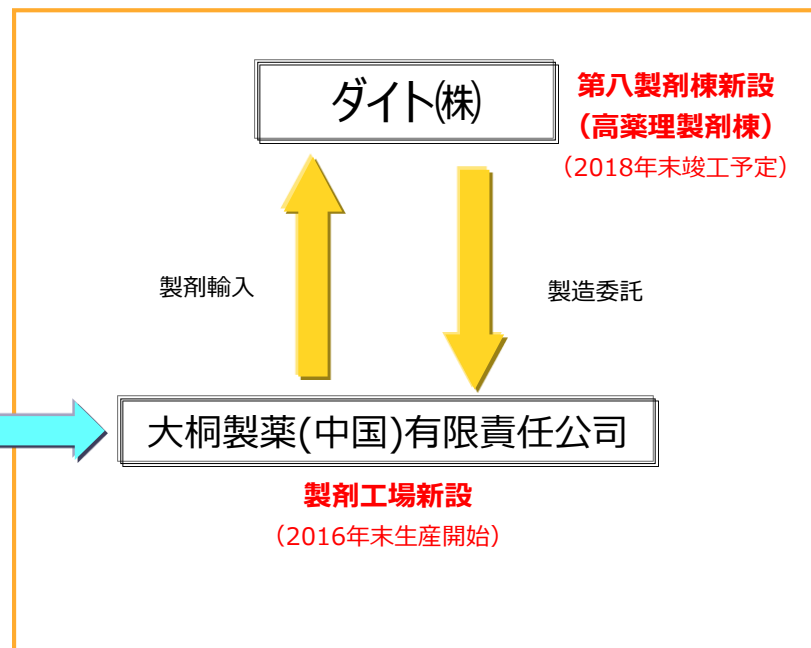 ダイト㈱
第八製剤棟新設
（高薬理製剤棟）
（2018年末竣工予定）
製剤輸入
製造委託
大桐製薬(中国)有限責任公司
製剤工場新設
（2016年末生産開始）